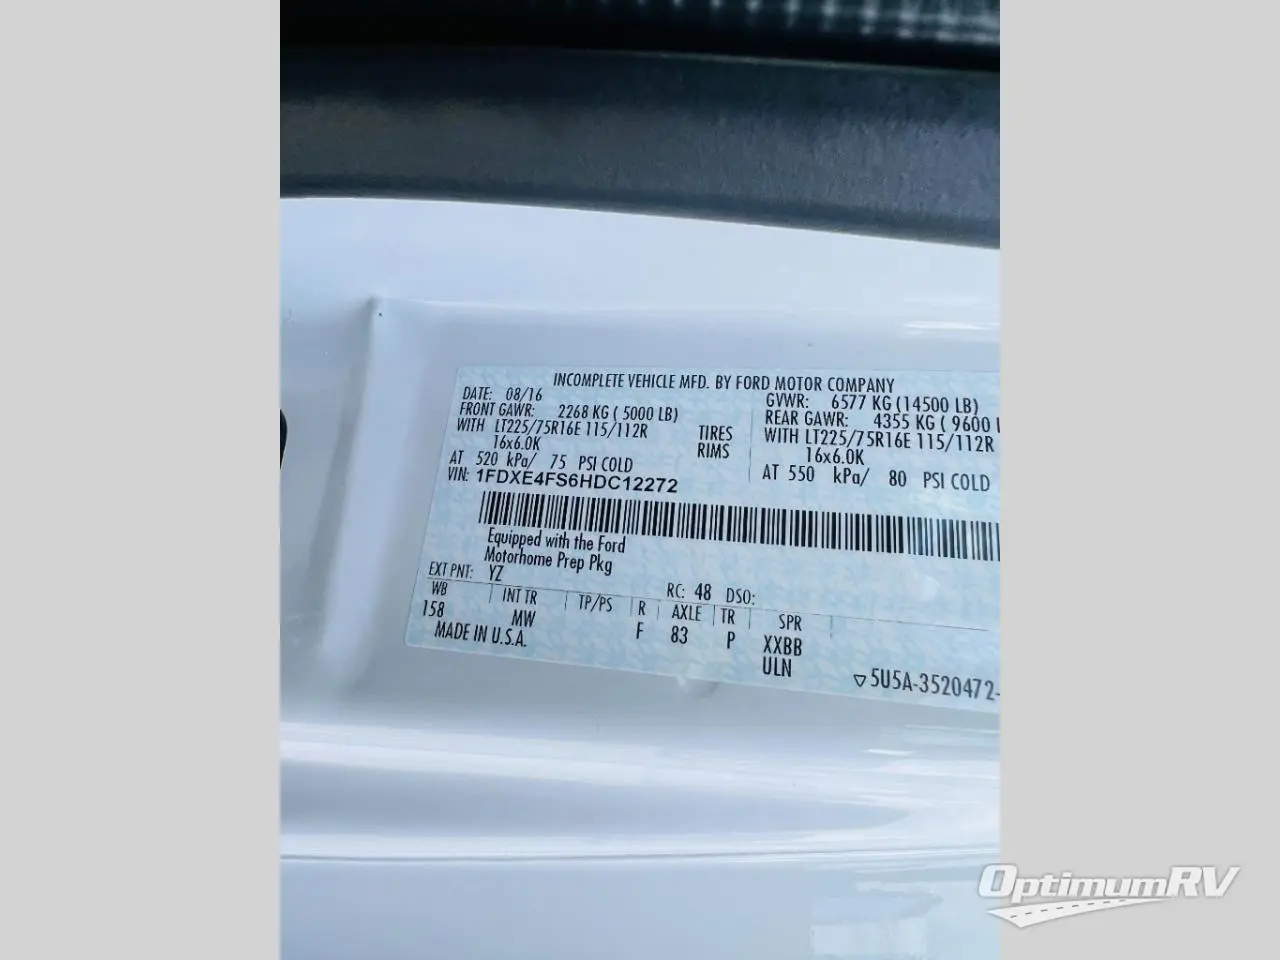 INCOMPLETE VEHICLE MFD. BY FORD MOTOR COMPANY
DATE: 08/16 GVWR: 6577 KG (14500 LB)
FRONT GAWR: 2268 KG ( 5000 LB) REAR GAWR: 4355 KG ( 9600
WITH LT225/75R16E 115/112R TIRES WITH LT225/75R16E 115/112R
16x6.0K RIMS 16x6.0K
AT 520 kPa/ 75 PSI COLD AT 550 kPa/ 80 PSI COLD
VIN: 1FDXE4FS6HDC12272
Equipped with the Ford
Motorhome Prep Pkg
EXT PNT: YZ RC: 48 DSO:
WB INT TR TP/PS R AXLE TR SPR
158 MW F 83 P XXBB
MADE IN U.S.A. ULN
▽5U5A-3520472-
OptimumRV